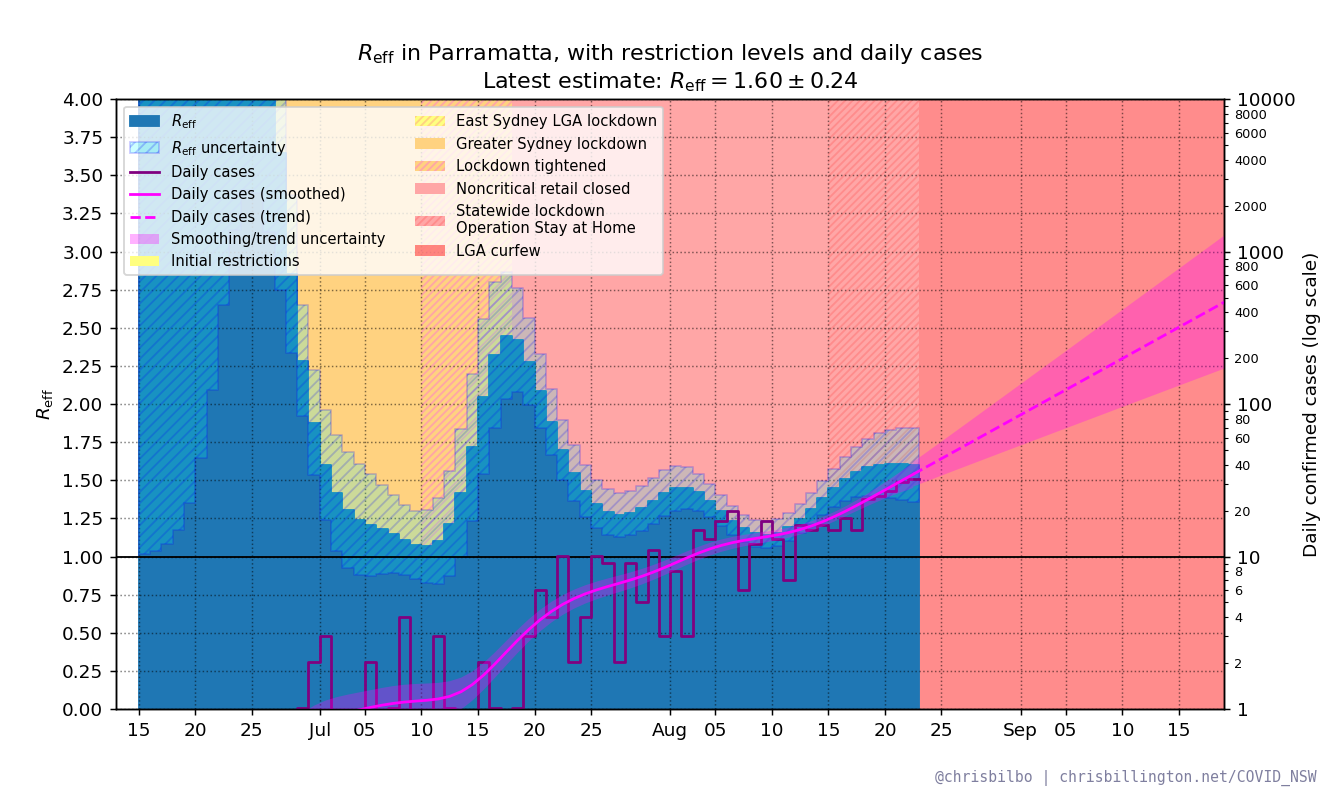 Reff in Parramatta, with restriction levels and daily cases
Latest estimate: Reff = 1.60 ± 0.24
Reff
Reff uncertainty
Daily cases
Daily cases (smoothed)
Daily cases (trend)
Smoothing/trend uncertainty
Initial restrictions
East Sydney LGA lockdown
Greater Sydney lockdown
Lockdown tightened
Noncritical retail closed
Statewide lockdown
Operation Stay at Home
LGA curfew
Reff
4.00
3.75
3.50
3.25
3.00
2.75
2.50
2.25
2.00
1.75
1.50
1.25
1.00
0.75
0.50
0.25
0.00
10000
8000
6000
4000
2000
1000
800
600
400
200
100
80
60
40
20
10
8
6
4
2
1
Daily confirmed cases (log scale)
15 20 25 Jul 05 10 15 20 25 Aug 05 10 15 20 25 Sep 05 10 15
@chrisbilbo | chrisbillington.net/COVID_NSW